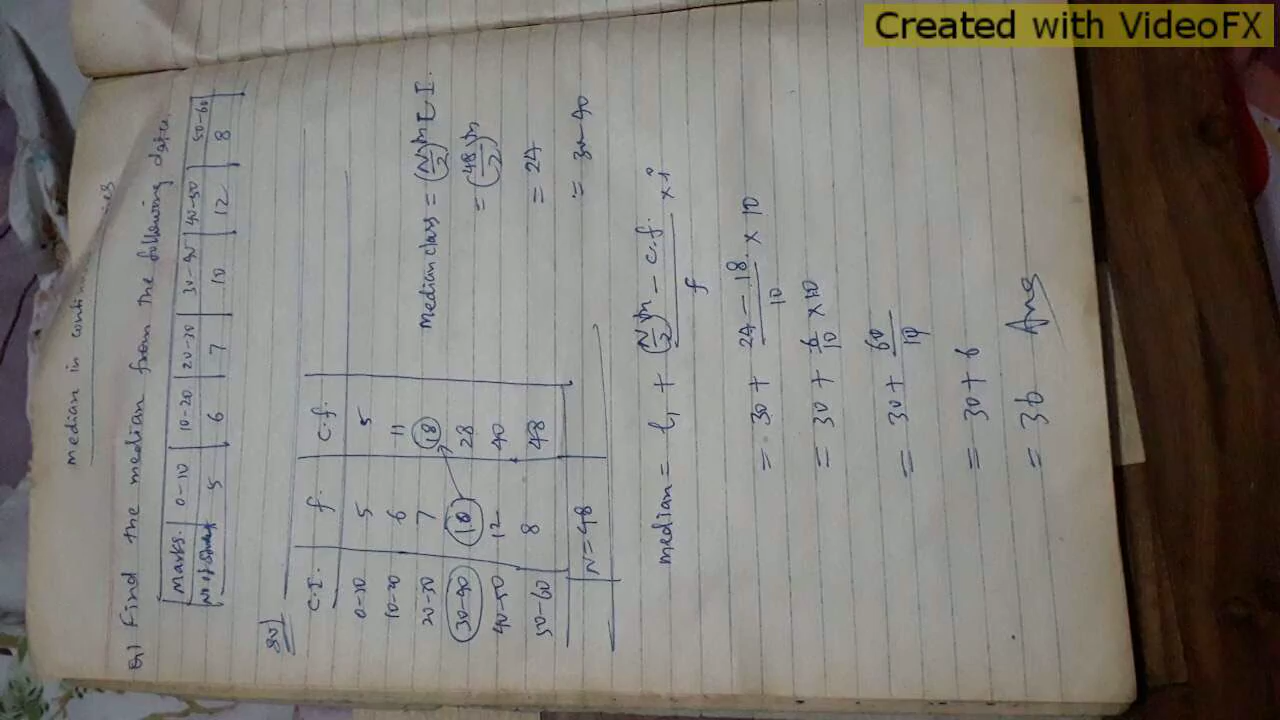 Created with VideoFX
median in
Q1) Find the median from the following data.
Marks. 0-10 10-20 20-30 30-40 40-50 50-60
5 6 7 10 12 8
Sol)
C.I. f. C.f.
0-10 5 5
10-20 6 11
20-30 7 18
30-40 10 28
40-50 12 40
50-60 8 48
N=48
Median class = (N/2)th C.I.
= (48/2)th
= 24
= 30-40
median = l₁ + (N/2)th - c.f. / f × i
= 30 + 24 - 18 / 10 × 10
= 30 + 6/10 × 10
= 30 + 60/10
= 30 + 6
= 36 Ans